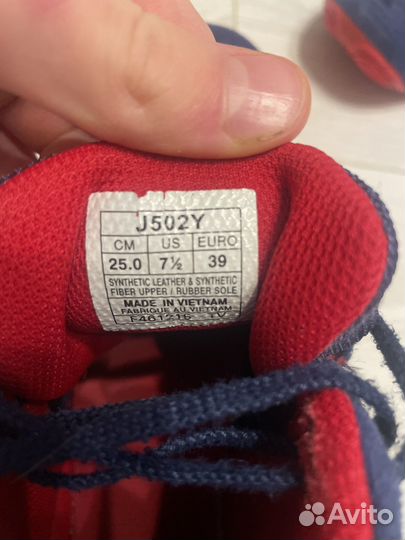 J502Y
CM US EURO
25.0 7½ 39
SYNTHETIC LEATHER & SYNTHETIC
FIBER UPPER / RUBBER SOLE
MADE IN VIETNAM
FABRIQUE AU VIETNAM
Avito